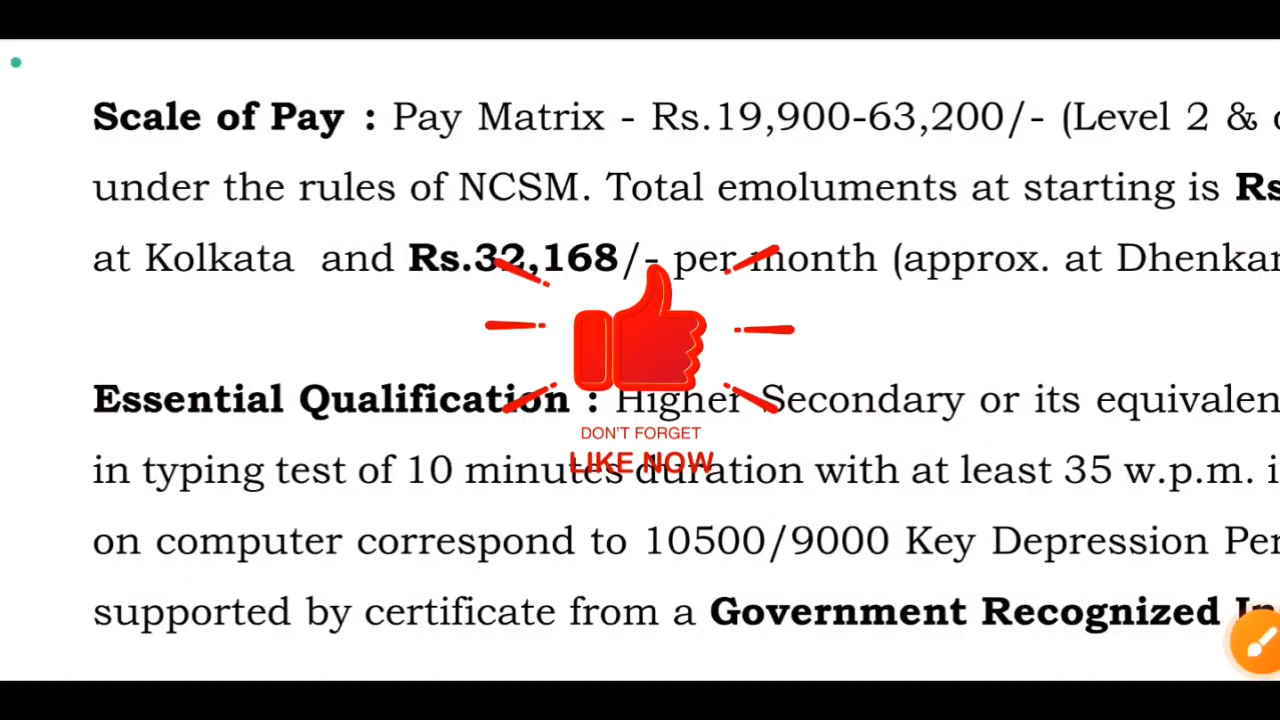 Scale of Pay : Pay Matrix - Rs.19,900-63,200/- (Level 2 &
under the rules of NCSM. Total emoluments at starting is Rs
at Kolkata and Rs.32,168/- per month (approx. at
Essential Qualification : Higher Secondary or its
DON'T FORGET
in typing test of 10 minutes duration with at least 35 w.p.m.
LIKE NOW
on computer correspond to 10500/9000 Key Depression
supported by certificate from a Government Recognized